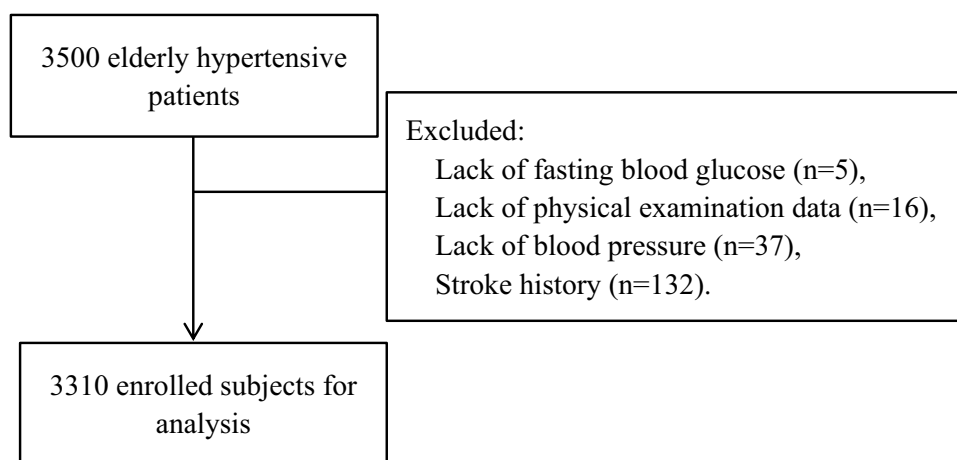 3500 elderly hypertensive
patients
Excluded:
Lack of fasting blood glucose (n=5),
Lack of physical examination data (n=16),
Lack of blood pressure (n=37),
Stroke history (n=132).
3310 enrolled subjects for
analysis